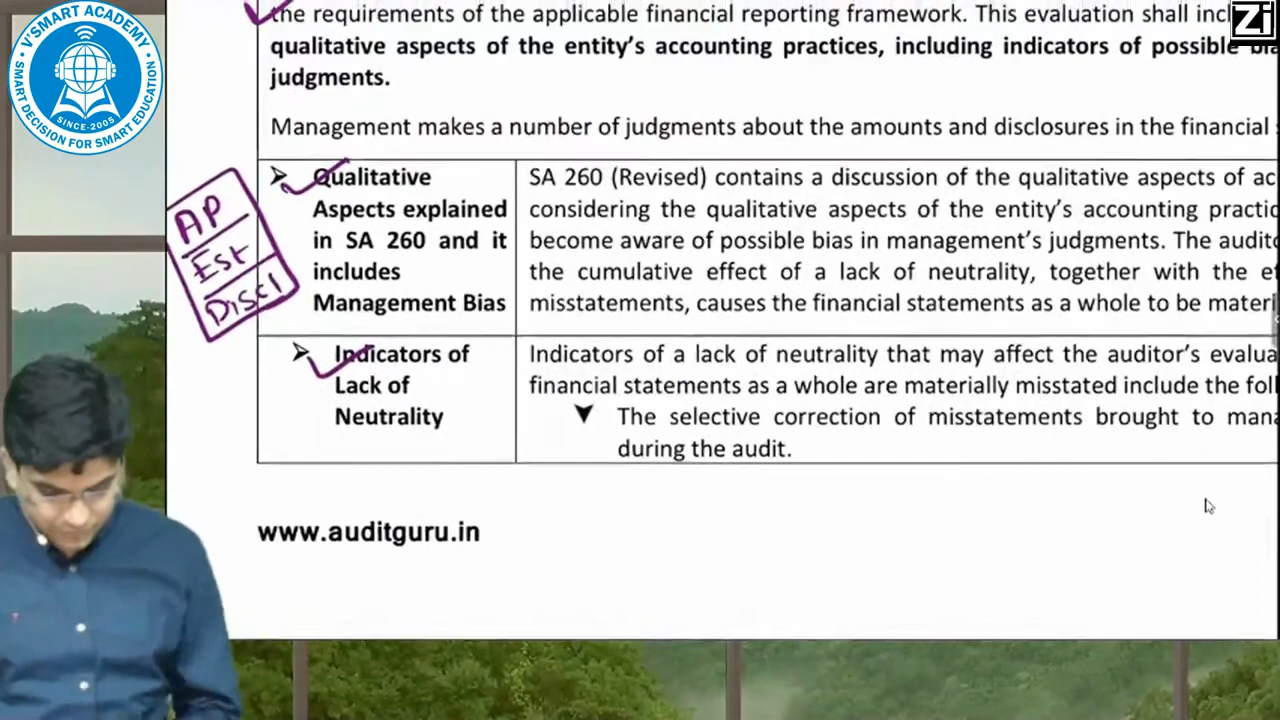 V'SMART ACADEMY
SMART DECISION FOR SMART EDUCATION
SINCE-2005
Zi
the requirements of the applicable financial reporting framework. This evaluation shall incl
qualitative aspects of the entity's accounting practices, including indicators of possible bia
judgments.
Management makes a number of judgments about the amounts and disclosures in the financial
AP
Est
Discl
➢ Qualitative
Aspects explained
in SA 260 and it
includes
Management Bias
SA 260 (Revised) contains a discussion of the qualitative aspects of ac
considering the qualitative aspects of the entity's accounting practic
become aware of possible bias in management's judgments. The audito
the cumulative effect of a lack of neutrality, together with the e
misstatements, causes the financial statements as a whole to be materi
➢ Indicators of
Lack of
Neutrality
Indicators of a lack of neutrality that may affect the auditor's evalua
financial statements as a whole are materially misstated include the fol
The selective correction of misstatements brought to mana
during the audit.
www.auditguru.in